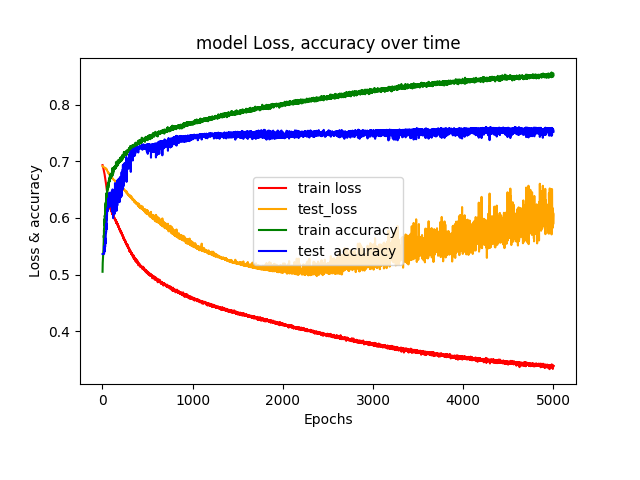 model Loss, accuracy over time
Loss & accuracy
0.8
0.7
0.6
0.5
0.4
train loss
test_loss
train accuracy
test  accuracy
0 1000 2000 3000 4000 5000
Epochs